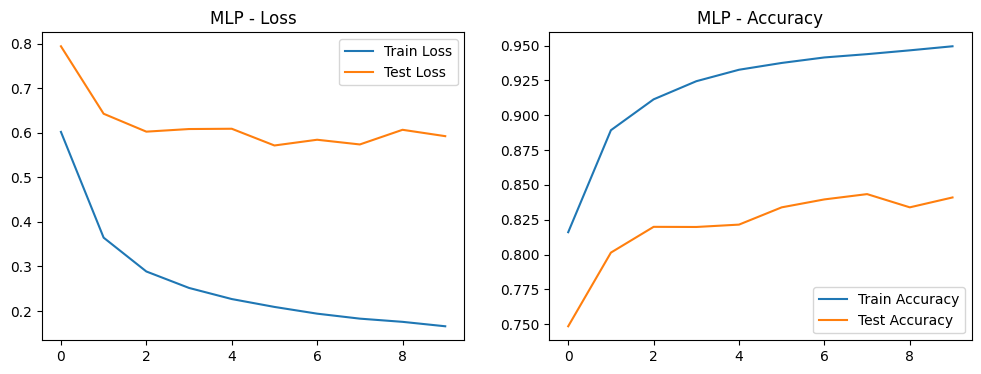 MLP - Loss
0.8
0.7
0.6
0.5
0.4
0.3
0.2
0 2 4 6 8
Train Loss
Test Loss
MLP - Accuracy
0.950
0.925
0.900
0.875
0.850
0.825
0.800
0.775
0.750
0 2 4 6 8
Train Accuracy
Test Accuracy